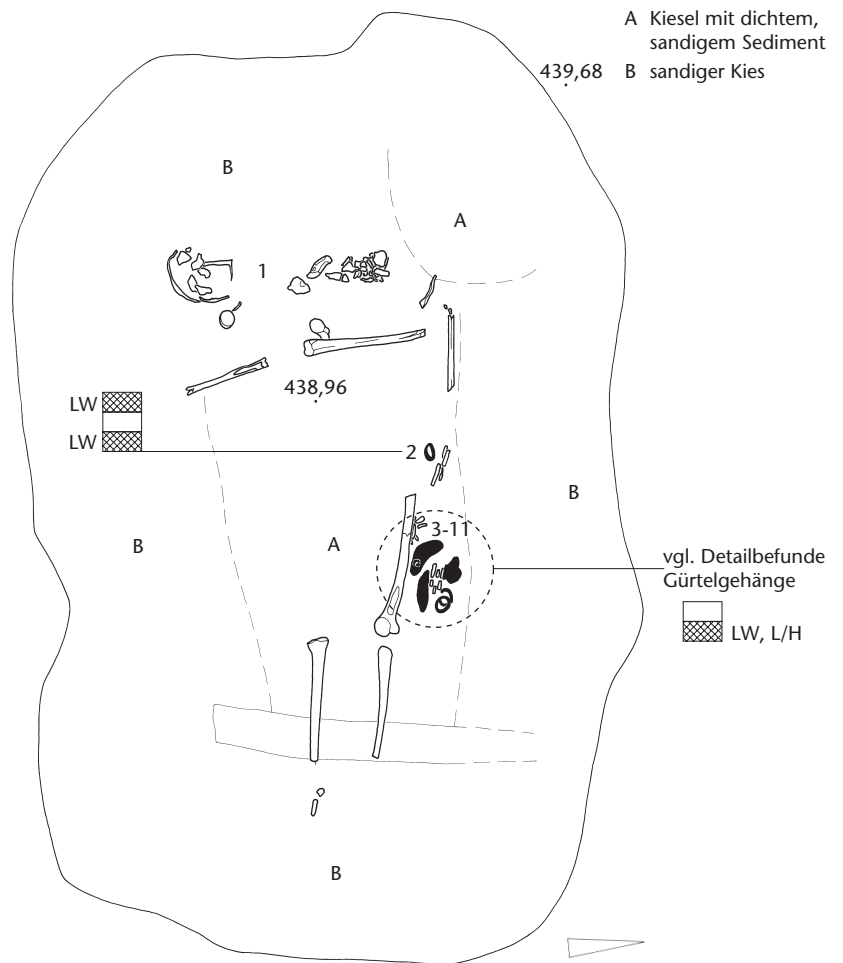 A Kiesel mit dichtem,
sandigem Sediment
439,68
B sandiger Kies
B
A
1
438,96
LW
LW
2
B
3-11
B
A
vgl. Detailbefunde
Gürtelgehänge
LW, L/H
B